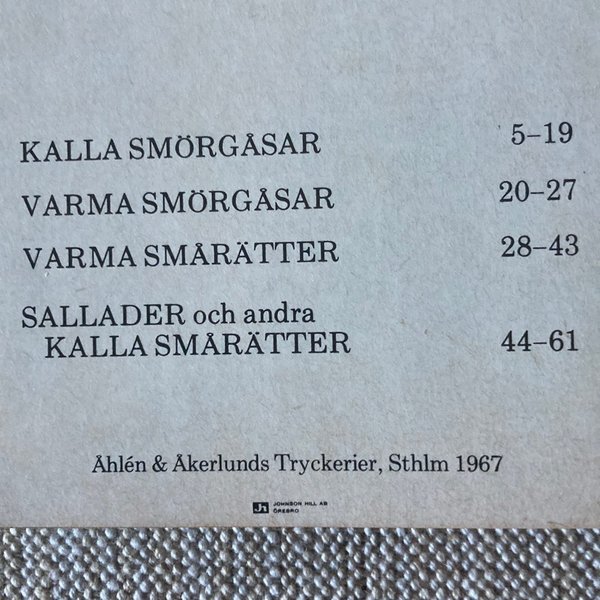 KALLA SMÖRGÅSAR 5–19
VARMA SMÖRGÅSAR 20–27
VARMA SMÅRÄTTER 28–43
SALLADER och andra
KALLA SMÅRÄTTER 44–61
Åhlén & Åkerlunds Tryckerier, Sthlm 1967
JOHNSON HILL AB
ÖREBRO